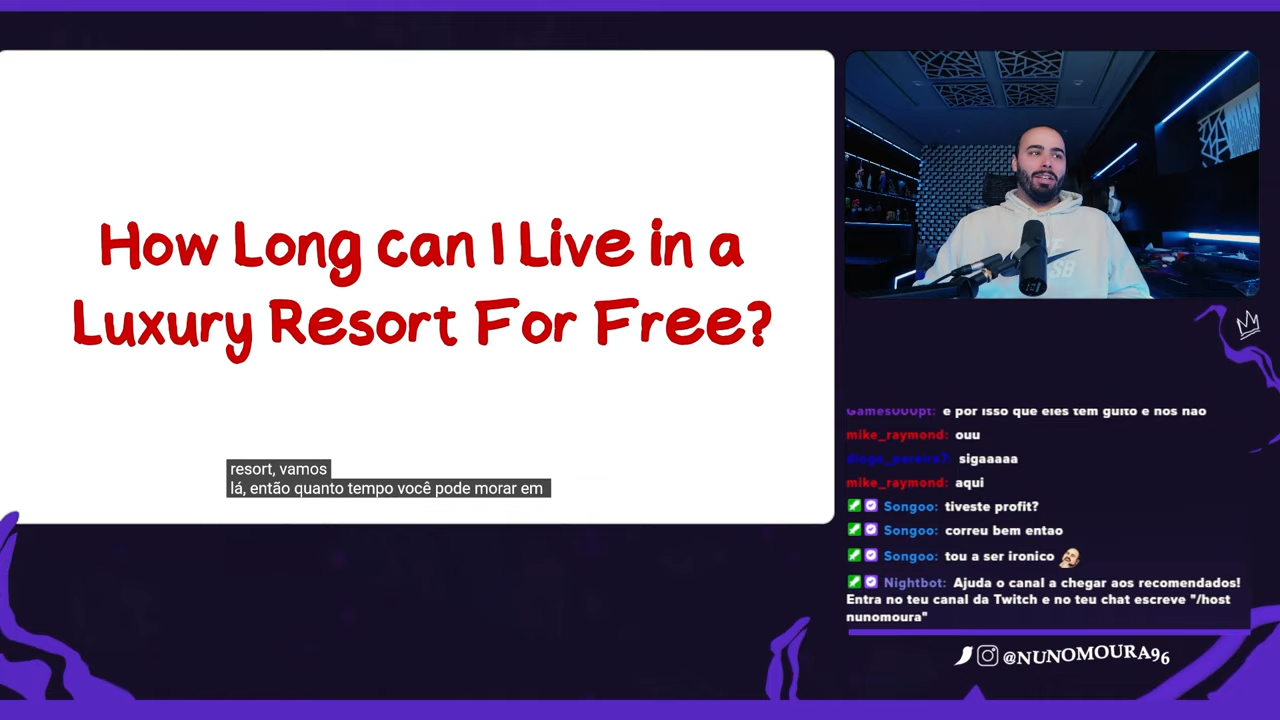 How Long can I Live in a
Luxury Resort For Free?
resort, vamos
lá, então quanto tempo você pode morar em
SB
Games000pt: e por isso que eles tem guito e nos nao
mike_raymond: ouu
diogo_pereira7: sigaaaaa
mike_raymond: aqui
Songoo: tiveste profit?
Songoo: correu bem entao
Songoo: tou a ser ironico
Nightbot: Ajuda o canal a chegar aos recomendados!
Entra no teu canal da Twitch e no teu chat escreve "/host
nunomoura"
@NUNOMOURA96